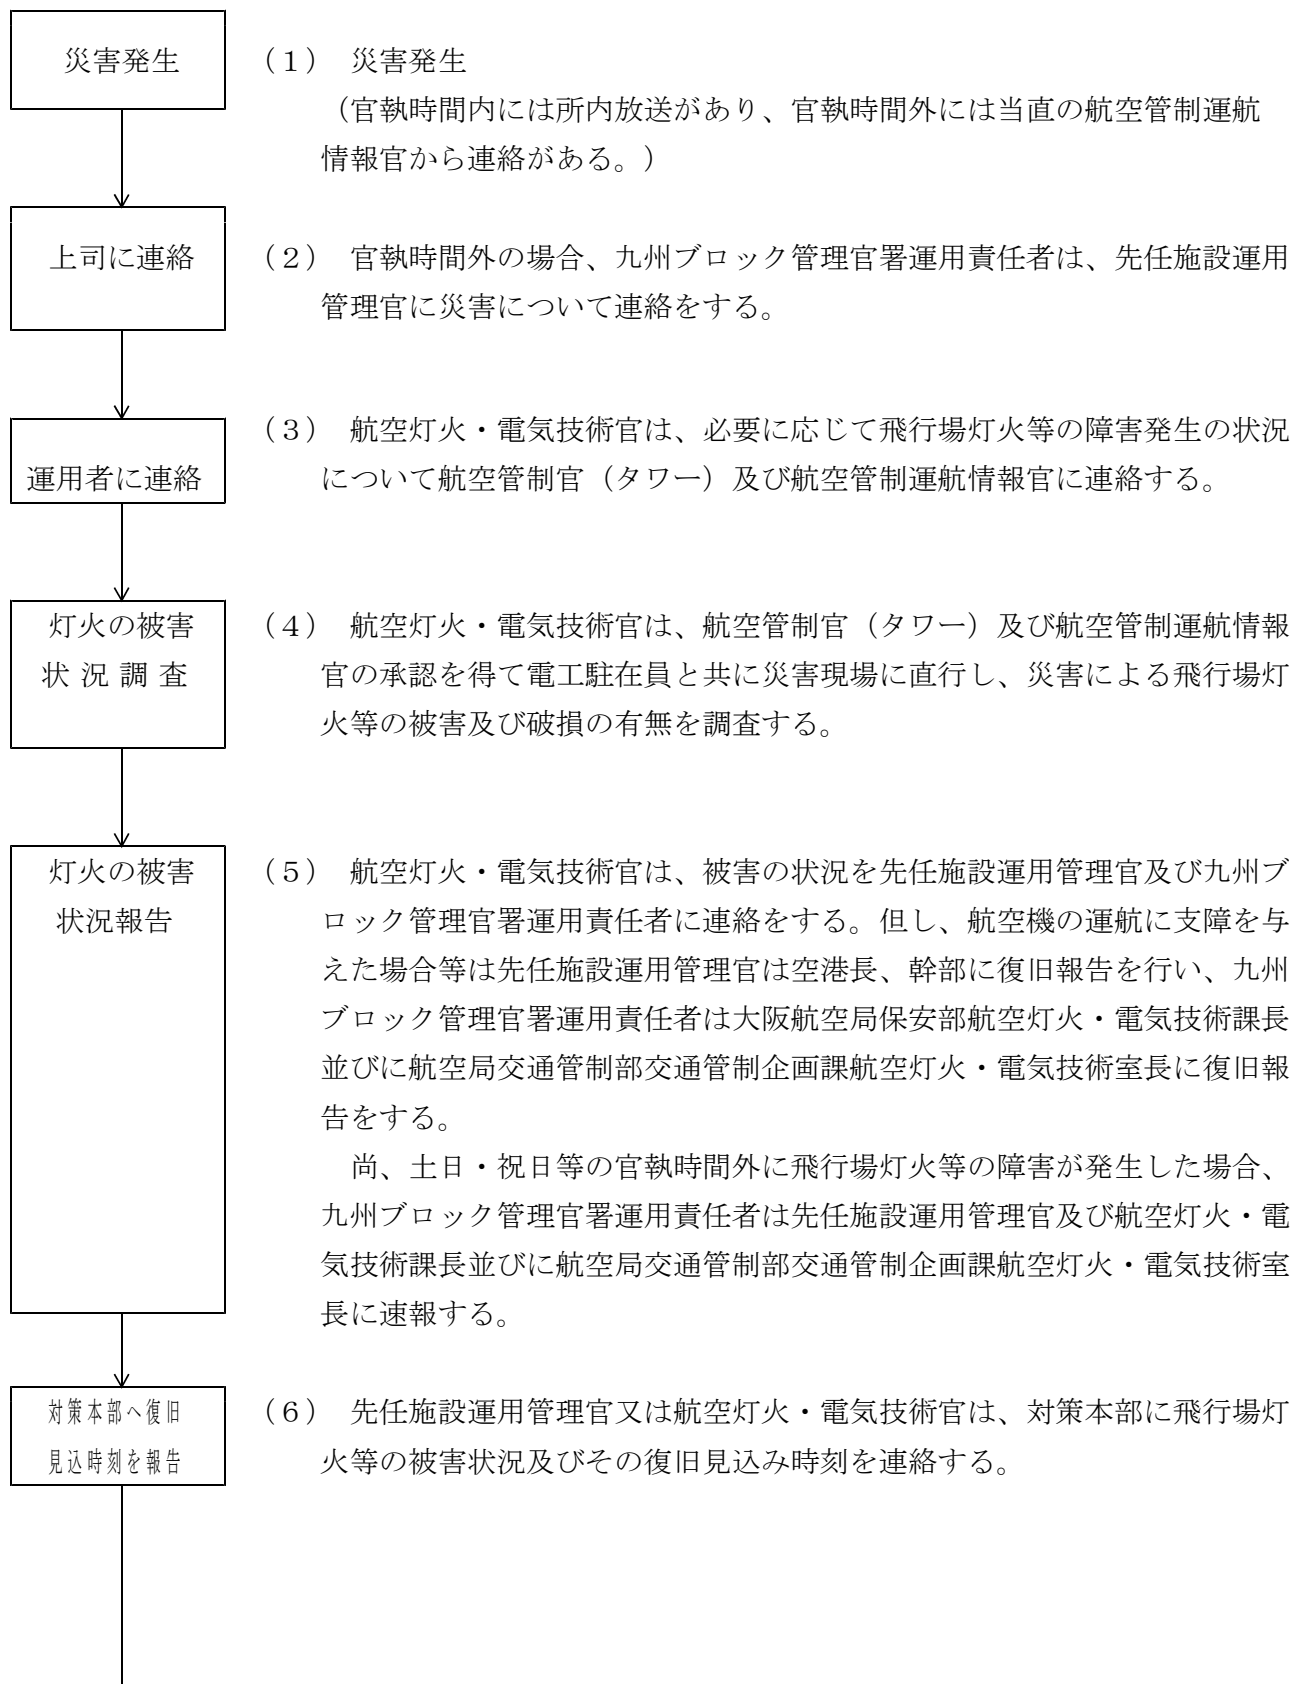 災害発生
（１） 災害発生
（官執時間内には所内放送があり、官執時間外には当直の航空管制運航
情報官から連絡がある。）
上司に連絡
（２） 官執時間外の場合、九州ブロック管理官署運用責任者は、先任施設運用
管理官に災害について連絡をする。
運用者に連絡
（３） 航空灯火・電気技術官は、必要に応じて飛行場灯火等の障害発生の状況
について航空管制官（タワー）及び航空管制運航情報官に連絡する。
灯火の被害
状 況 調 査
（４） 航空灯火・電気技術官は、航空管制官（タワー）及び航空管制運航情報
官の承認を得て電工駐在員と共に災害現場に直行し、災害による飛行場灯
火等の被害及び破損の有無を調査する。
灯火の被害
状況報告
（５） 航空灯火・電気技術官は、被害の状況を先任施設運用管理官及び九州ブ
ロック管理官署運用責任者に連絡をする。但し、航空機の運航に支障を与
えた場合等は先任施設運用管理官は空港長、幹部に復旧報告を行い、九州
ブロック管理官署運用責任者は大阪航空局保安部航空灯火・電気技術課長
並びに航空局交通管制部交通管制企画課航空灯火・電気技術室長に復旧報
告をする。
尚、土日・祝日等の官執時間外に飛行場灯火等の障害が発生した場合、
九州ブロック管理官署運用責任者は先任施設運用管理官及び航空灯火・電
気技術課長並びに航空局交通管制部交通管制企画課航空灯火・電気技術室
長に速報する。
対策本部へ復旧
見込時刻を報告
（６） 先任施設運用管理官又は航空灯火・電気技術官は、対策本部に飛行場灯
火等の被害状況及びその復旧見込み時刻を連絡する。